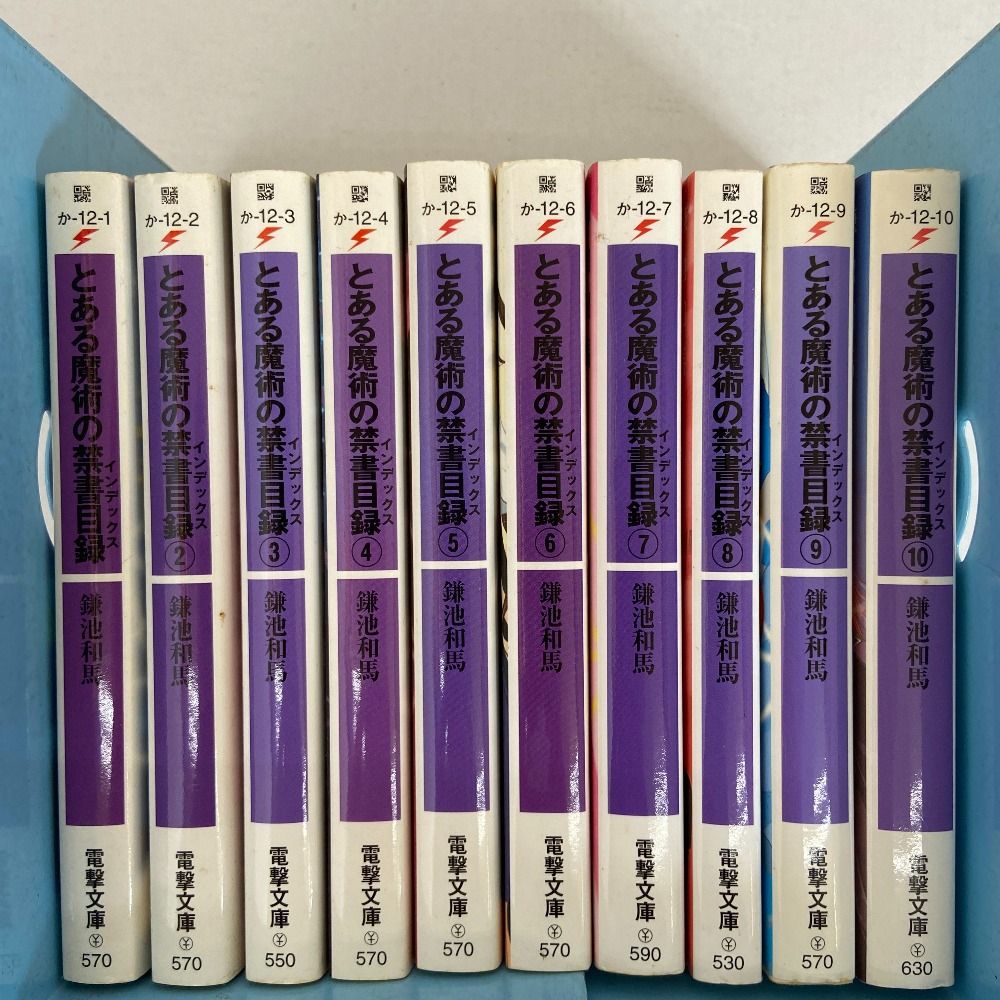 か-12-1
とある魔術の禁書目録
インデックス
鎌池和馬
電撃文庫
¥
570
か-12-2
とある魔術の禁書目録②
インデックス
鎌池和馬
電撃文庫
¥
570
か-12-3
とある魔術の禁書目録③
インデックス
鎌池和馬
電撃文庫
¥
550
か-12-4
とある魔術の禁書目録④
インデックス
鎌池和馬
電撃文庫
¥
570
か-12-5
とある魔術の禁書目録⑤
インデックス
鎌池和馬
電撃文庫
¥
570
か-12-6
とある魔術の禁書目録⑥
インデックス
鎌池和馬
電撃文庫
¥
570
か-12-7
とある魔術の禁書目録⑦
インデックス
鎌池和馬
電撃文庫
¥
590
か-12-8
とある魔術の禁書目録⑧
インデックス
鎌池和馬
電撃文庫
¥
530
か-12-9
とある魔術の禁書目録⑨
インデックス
鎌池和馬
電撃文庫
¥
570
か-12-10
とある魔術の禁書目録⑩
インデックス
鎌池和馬
電撃文庫
¥
630